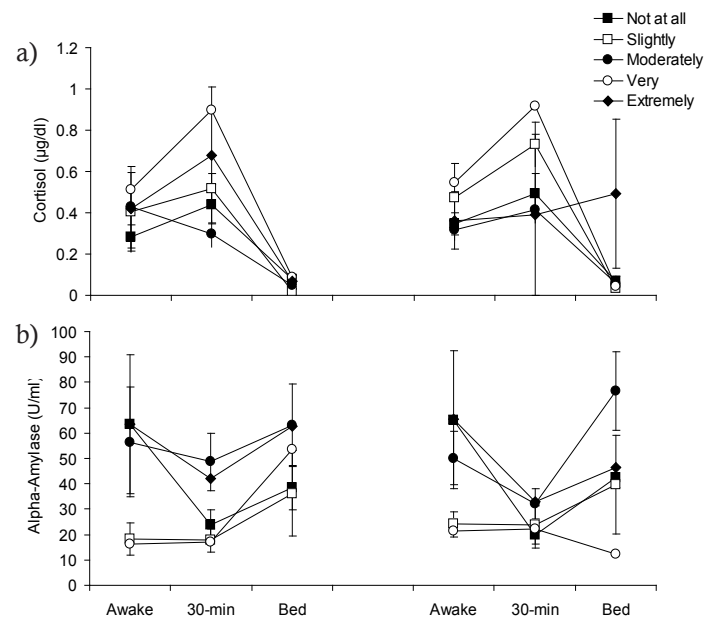 Not at all
Slightly
Moderately
Very
Extremely
a)
1.2
1
0.8
0.6
0.4
0.2
0
Cortisol (µg/dl)
b)
100
90
80
70
60
50
40
30
20
10
0
Alpha-Amylase (U/ml)
Awake 30-min Bed Awake 30-min Bed